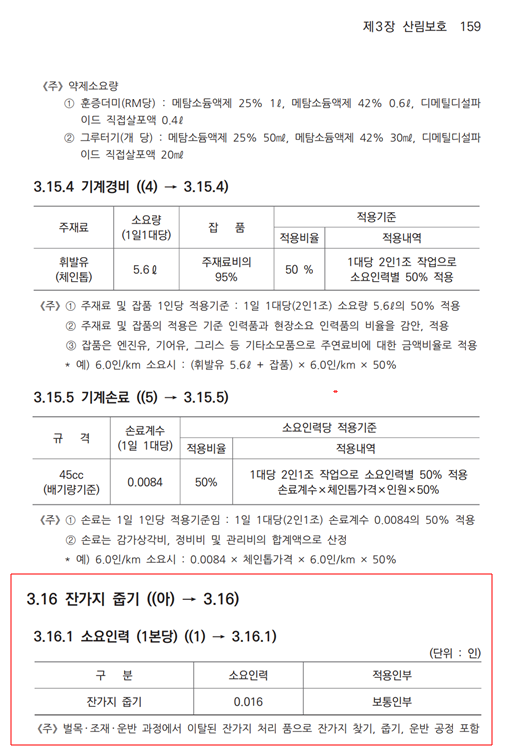 제3장 산림보호 159
《주》 약제소요량
① 훈증더미(RM당) : 메탐소듐액제 25% 1ℓ, 메탐소듐액제 42% 0.6ℓ, 디메틸디설파
이드 직접살포액 0.4ℓ
② 그루터기(개 당) : 메탐소듐액제 25% 50㎖, 메탐소듐액제 42% 30㎖, 디메틸디설파
이드 직접살포액 20㎖
3.15.4 기계경비 ((4) → 3.15.4)
주재료 소요량 (1일1대당) 잡 품 적용기준
적용비율 적용내역
휘발유 (체인톱) 5.6ℓ 주재료비의 95% 50 % 1대당 2인1조 작업으로
소요인력별 50% 적용
《주》 ① 주재료 및 잡품 1인당 적용기준 : 1일 1대당(2인1조) 소요량 5.6ℓ의 50% 적용
② 주재료 및 잡품의 적용은 기준 인력품과 현장소요 인력품의 비율을 감안, 적용
③ 잡품은 엔진유, 기어유, 그리스 등 기타소모품으로 주연료비에 대한 금액비율로 적용
* 예) 6.0인/km 소요시 : (휘발유 5.6ℓ + 잡품) × 6.0인/km × 50%
3.15.5 기계손료 ((5) → 3.15.5)
규 격 손료계수 (1일 1대당) 소요인력당 적용기준
적용비율 적용내역
45cc (배기량기준) 0.0084 50% 1대당 2인1조 작업으로 소요인력별 50% 적용
손료계수×체인톱가격×인원×50%
《주》 ① 손료는 1일 1인당 적용기준임 : 1일 1대당(2인1조) 손료계수 0.0084의 50% 적용
② 손료는 감가상각비, 정비비 및 관리비의 합계액으로 산정
* 예) 6.0인/km 소요시 : 0.0084 × 체인톱가격 × 6.0인/km × 50%
3.16 잔가지 줍기 ((아) → 3.16)
3.16.1 소요인력 (1본당) ((1) → 3.16.1)
(단위 : 인)
구 분 소요인력 적용인부
잔가지 줍기 0.016 보통인부
《주》 벌목·조재·운반 과정에서 이탈된 잔가지 처리 품으로 잔가지 찾기, 줍기, 운반 공정 포함